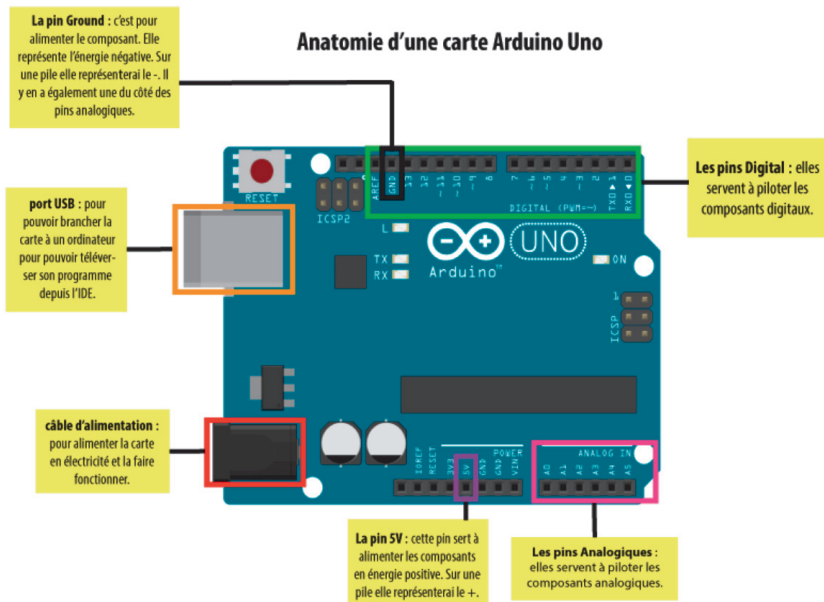 Anatomie d'une carte Arduino Uno
La pin Ground : c'est pour
alimenter le composant. Elle
représente l'énergie négative. Sur
une pile elle représenterai le -. Il
y en a également une du côté des
pins analogiques.
Les pins Digital : elles
servent à piloter les
composants digitaux.
port USB : pour
pouvoir brancher la
carte à un ordinateur
pour pouvoir téléver-
ser son programme
depuis l'IDE.
câble d'alimentation :
pour alimenter la carte
en électricité et la faire
fonctionner.
La pin 5V : cette pin sert à
alimenter les composants
en énergie positive. Sur une
pile elle représenterai le +.
Les pins Analogiques :
elles servent à piloter les
composants analogiques.
RESET
ICSP2
AREF
GND
13
12
~11
~10
~9
8
7
~6
~5
4
~3
2
TXD ▶ 1
RXD ◀ 0
DIGITAL (PWM=~)
L
TX
RX
UNO
Arduino™
ON
1
ICSP
IOREF
RESET
3V3
5V
GND
GND
VIN
POWER
ANALOG IN
A0
A1
A2
A3
A4
A5